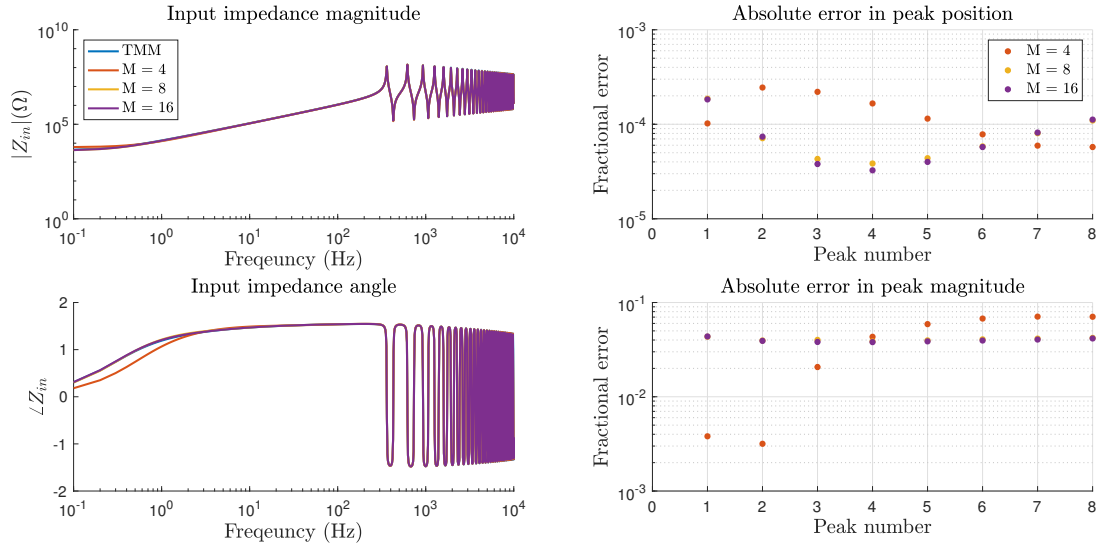 Input impedance magnitude
10^10
10^5
10^0
|Z_in|(Ω)
TMM
M = 4
M = 8
M = 16
10^-1 10^0 10^1 10^2 10^3 10^4
Freqeuncy (Hz)
Absolute error in peak position
10^-3
10^-4
10^-5
Fractional error
M = 4
M = 8
M = 16
0 1 2 3 4 5 6 7 8
Peak number
Input impedance angle
2
1
0
-1
-2
∠Z_in
10^-1 10^0 10^1 10^2 10^3 10^4
Freqeuncy (Hz)
Absolute error in peak magnitude
10^-1
10^-2
10^-3
Fractional error
0 1 2 3 4 5 6 7 8
Peak number